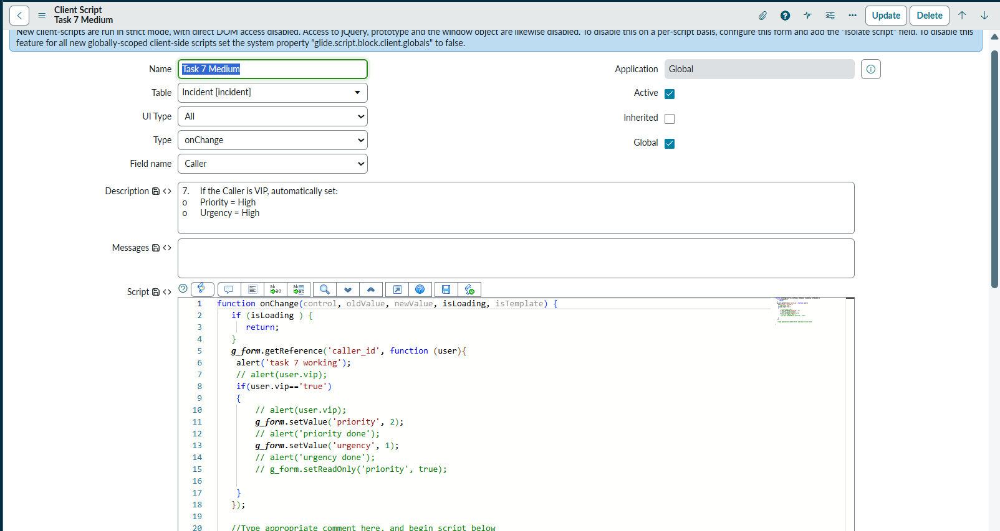 Client Script
Task 7 Medium
Update
Delete
New client-scripts are run in strict mode, with direct DOM access disabled. Access to jQuery, prototype and the window object are likewise disabled. To disable this on a per-script basis, configure this form and add the "Isolate script" field. To disable this
feature for all new globally-scoped client-side scripts set the system property "glide.script.block.client.globals" to false.
Name
Task 7 Medium
Application
Global
Table
Incident [incident]
Active
UI Type
All
Inherited
Type
onChange
Global
Field name
Caller
Description
7. If the Caller is VIP, automatically set:
o Priority = High
o Urgency = High
Messages
Script
1 function onChange(control, oldValue, newValue, isLoading, isTemplate) {
2 if (isLoading ) {
3 return;
4 }
5 g_form.getReference('caller_id', function (user){
6 alert('task 7 working');
7 // alert(user.vip);
8 if(user.vip=='true')
9 {
10 // alert(user.vip);
11 g_form.setValue('priority', 2);
12 // alert('priority done');
13 g_form.setValue('urgency', 1);
14 // alert('urgency done');
15 // g_form.setReadOnly('priority', true);
16
17 }
18 });
19
20 //Type appropriate comment here, and begin script below